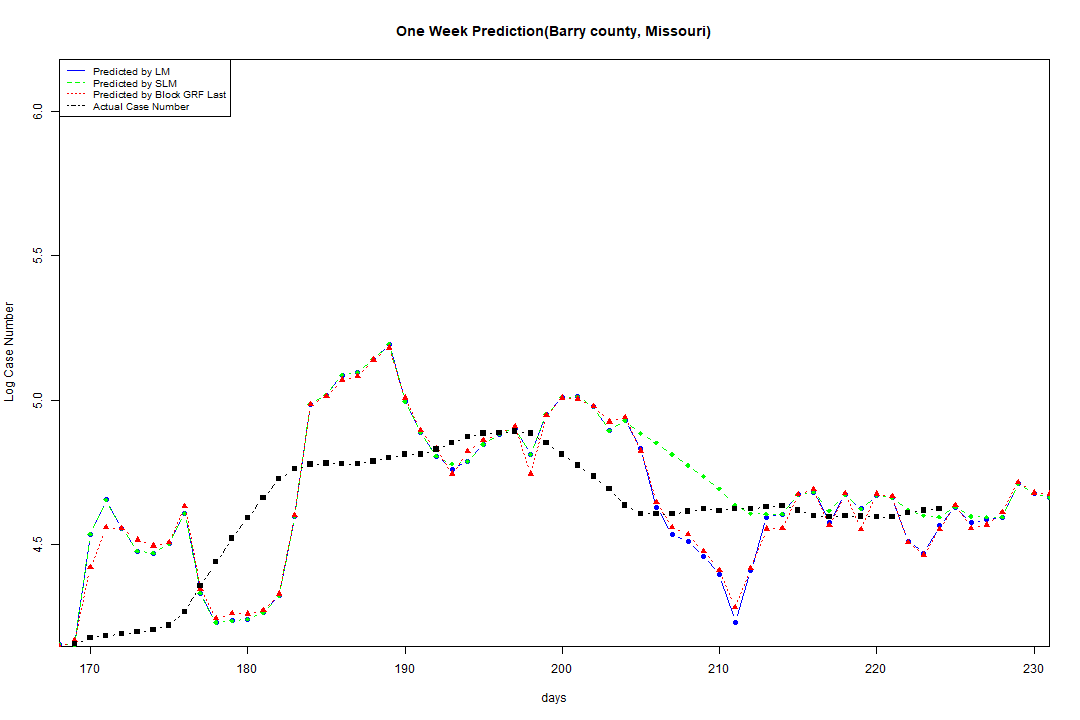 One Week Prediction(Barry county, Missouri)
Predicted by LM
Predicted by SLM
Predicted by Block GRF Last
Actual Case Number
6.0
5.5
5.0
4.5
Log Case Number
170 180 190 200 210 220 230
days